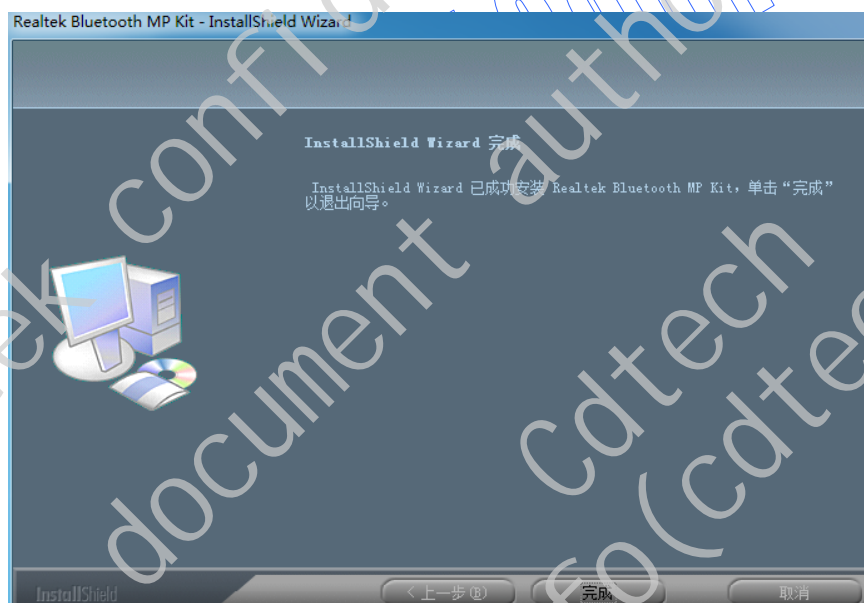 Realtek Bluetooth MP Kit - InstallShield Wizard
InstallShield Wizard 完成
InstallShield Wizard 已成功安装 Realtek Bluetooth MP Kit，单击“完成”
以退出向导。
document
Cdtech
InstallShield
< 上一步(B)
完成
取消